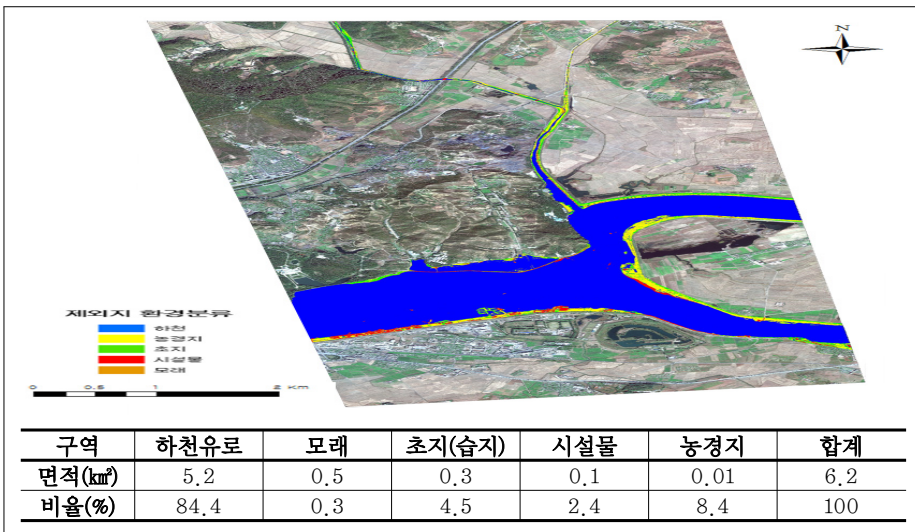 N
제외지 환경분류
하천
농경지
초지
시설물
모래
0 0.5 1 2 Km
구역 하천유로 모래 초지(습지) 시설물 농경지 합계
면적(㎢) 5.2 0.5 0.3 0.1 0.01 6.2
비율(%) 84.4 0.3 4.5 2.4 8.4 100